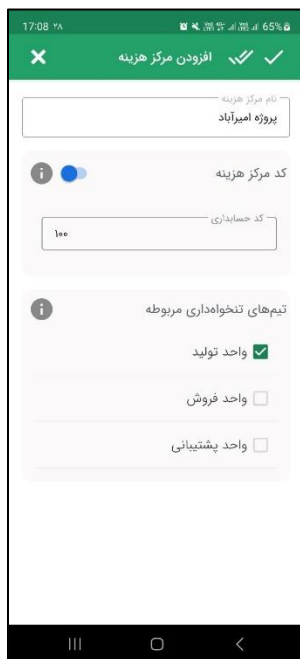 17:08 ۲۸ 65%
افزودن مرکز هزینه
نام مرکز هزینه
پروژه امیرآباد
کد مرکز هزینه
کد حسابداری
۱۰۰
تیم‌های تنخواه‌داری مربوطه
واحد تولید
واحد فروش
واحد پشتیبانی